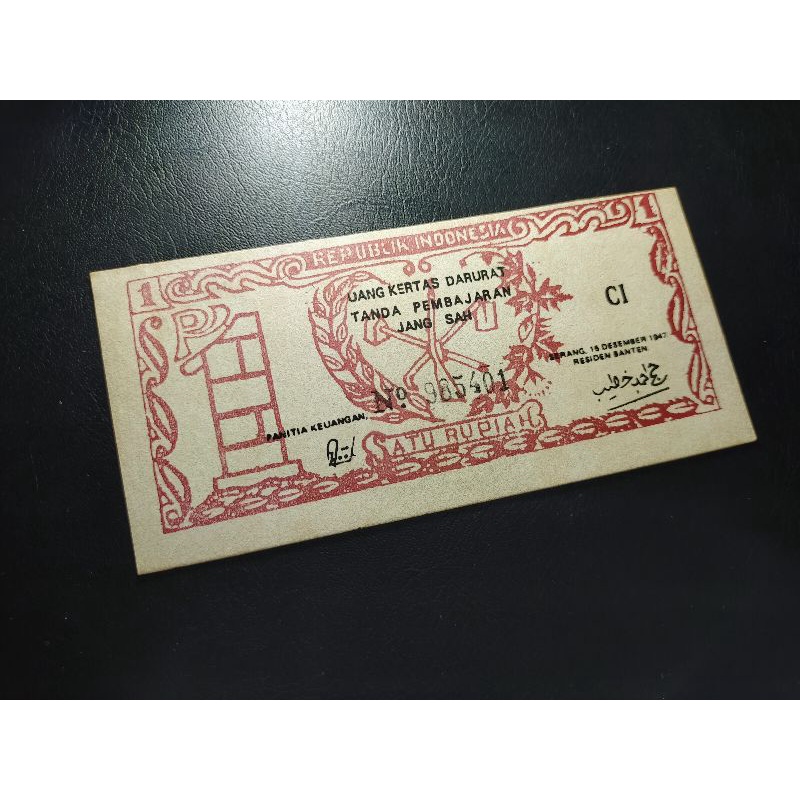 REPUBLIK INDONESIA
1
1
UANG KERTAS DARURAT
TANDA PEMBAJARAN
JANG SAH
CI
SERANG, 15 DESEMBER 1947
RESIDEN BANTEN
No 965401
PANITIA KEUANGAN,
SATU RUPIAH